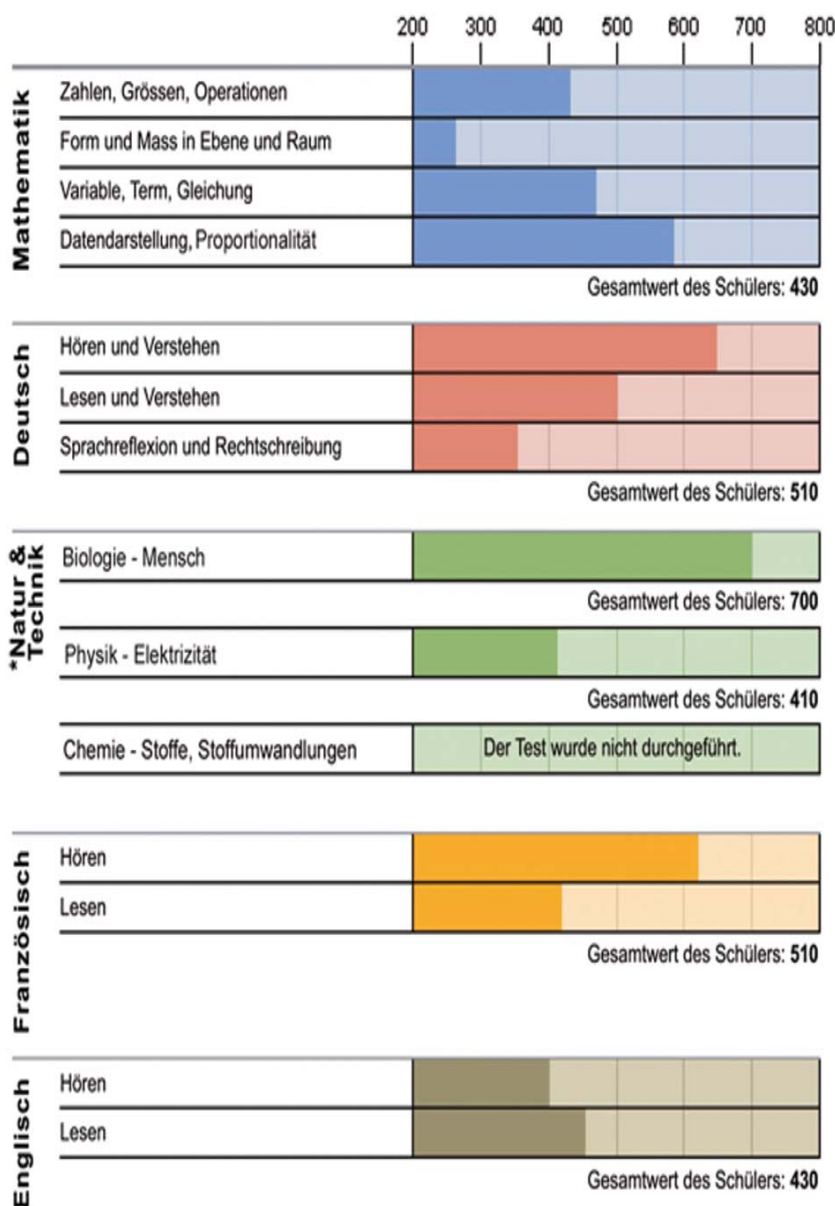 200 300 400 500 600 700 800
Mathematik
Zahlen, Grössen, Operationen
Form und Mass in Ebene und Raum
Variable, Term, Gleichung
Datendarstellung, Proportionalität
Gesamtwert des Schülers: 430
Deutsch
Hören und Verstehen
Lesen und Verstehen
Sprachreflexion und Rechtschreibung
Gesamtwert des Schülers: 510
*Natur &
Technik
Biologie - Mensch
Gesamtwert des Schülers: 700
Physik - Elektrizität
Gesamtwert des Schülers: 410
Chemie - Stoffe, Stoffumwandlungen
Der Test wurde nicht durchgeführt.
Französisch
Hören
Lesen
Gesamtwert des Schülers: 510
Englisch
Hören
Lesen
Gesamtwert des Schülers: 430